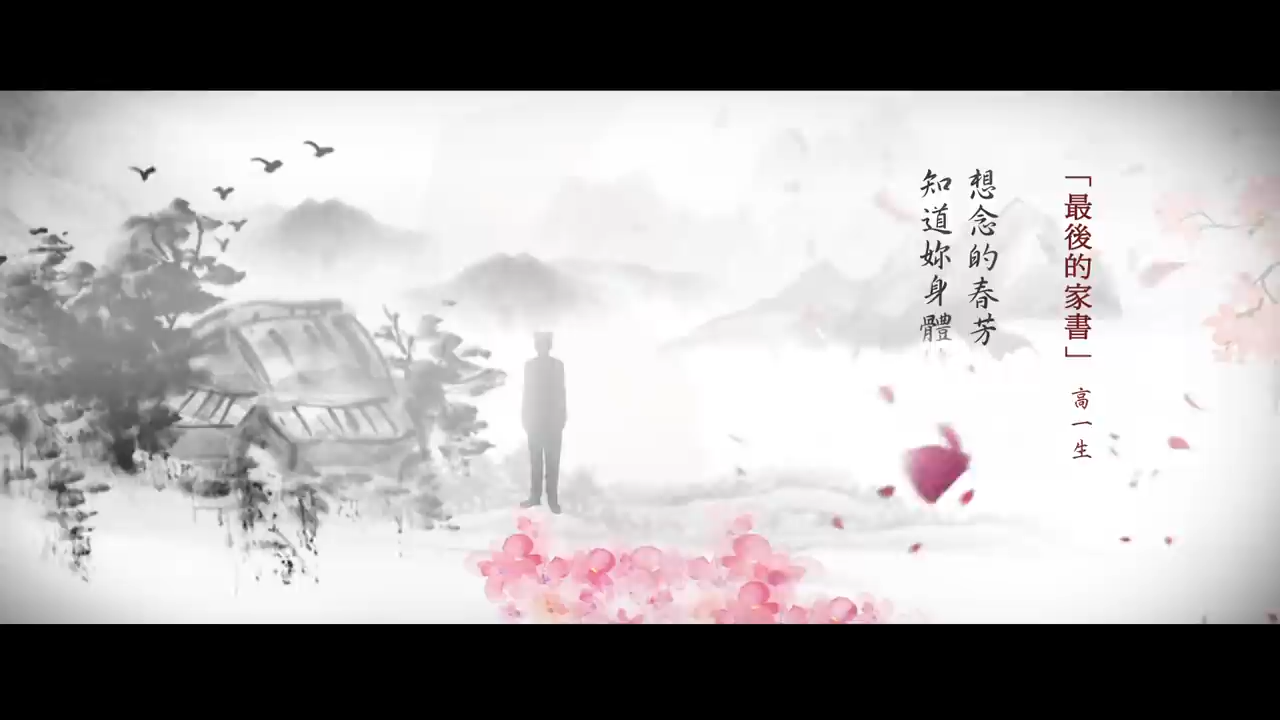 「最後的家書」 高一生
想念的春芳
知道妳身體